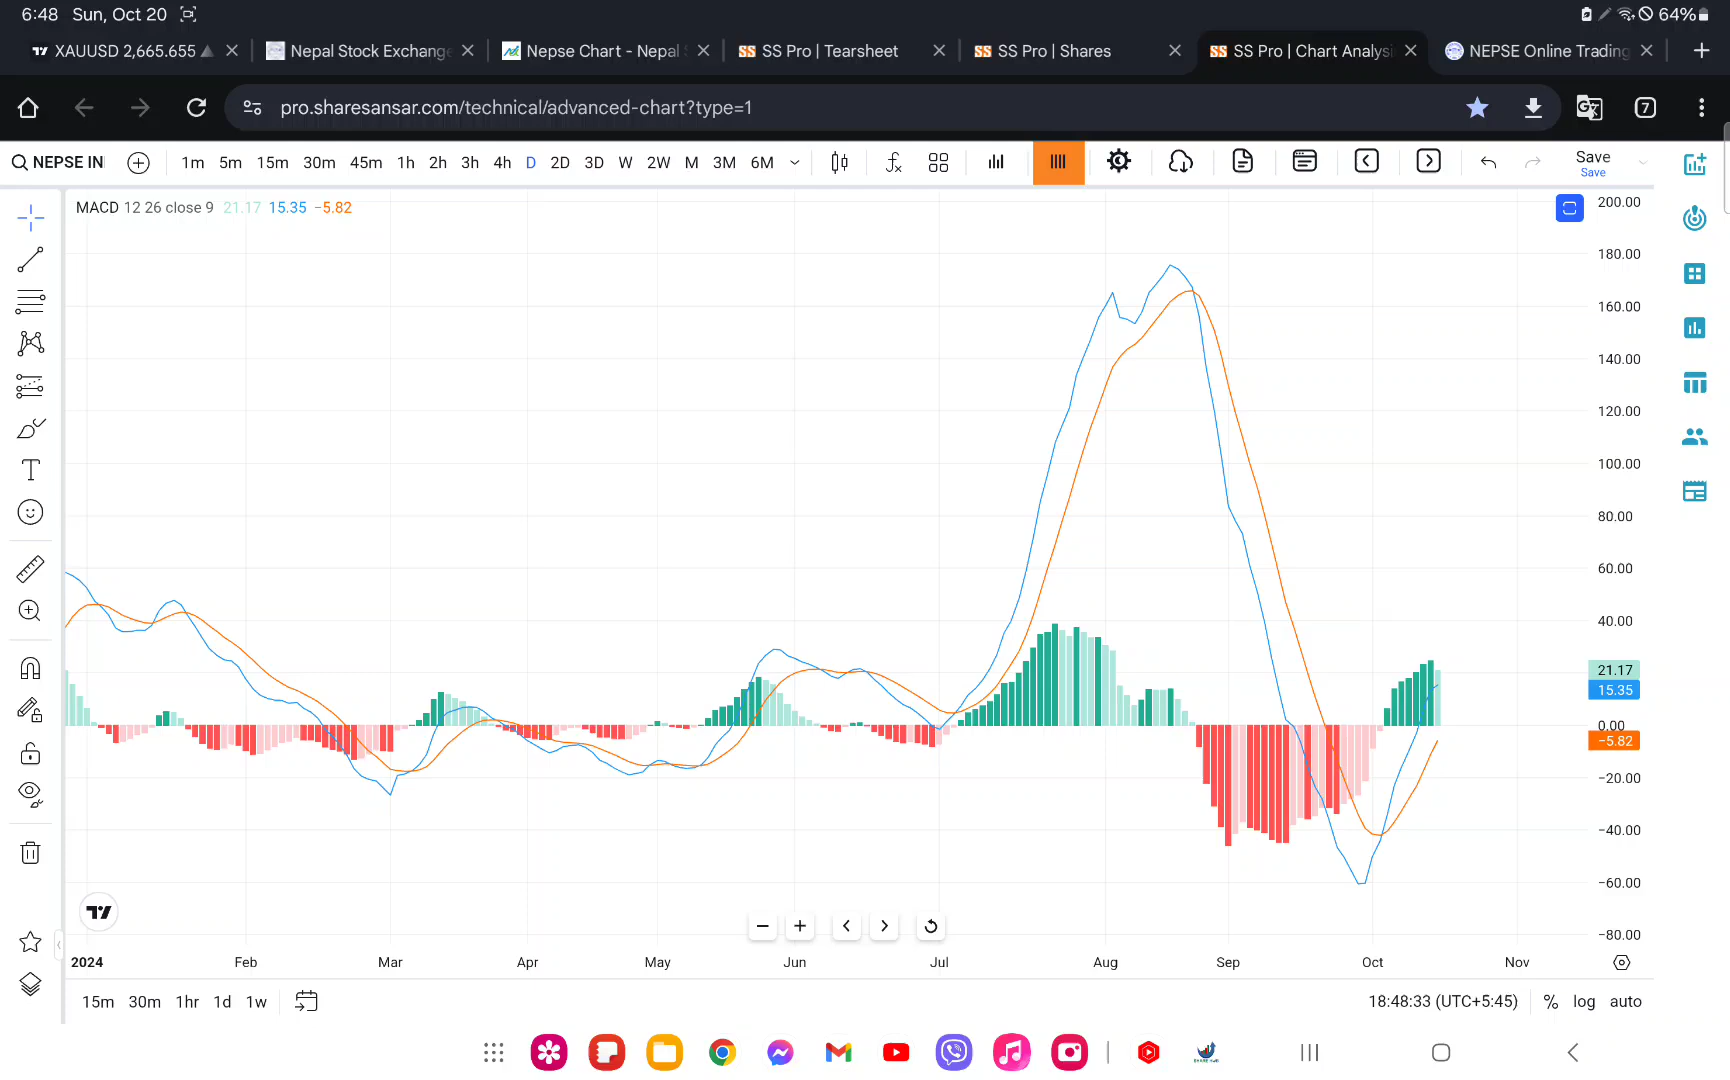 6:48 Sun, Oct 20 64%
XAUUSD 2,665.655 Nepal Stock Exchange Nepse Chart - Nepal SS Pro | Tearsheet SS Pro | Shares SS Pro | Chart Analysi NEPSE Online Trading
pro.sharesansar.com/technical/advanced-chart?type=1 7
NEPSE IN 1m 5m 15m 30m 45m 1h 2h 3h 4h D 2D 3D W 2W M 3M 6M Save
Save
MACD 12 26 close 9 21.17 15.35 −5.82
200.00
180.00
160.00
140.00
120.00
100.00
80.00
60.00
40.00
21.17
15.35
0.00
−5.82
−20.00
−40.00
−60.00
−80.00
2024 Feb Mar Apr May Jun Jul Aug Sep Oct Nov
15m 30m 1hr 1d 1w 18:48:33 (UTC+5:45) % log auto